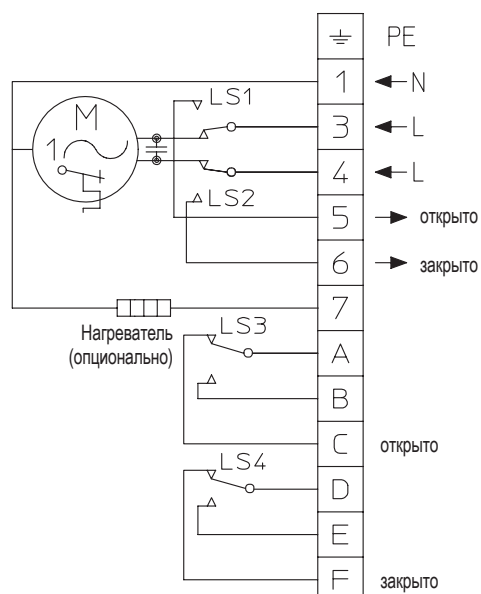 PE
1 N
LS1
M
3 L
1
4 L
LS2
5 открыто
6 закрыто
7
Нагреватель
(опционально)
LS3
A
B
C открыто
LS4
D
E
F закрыто